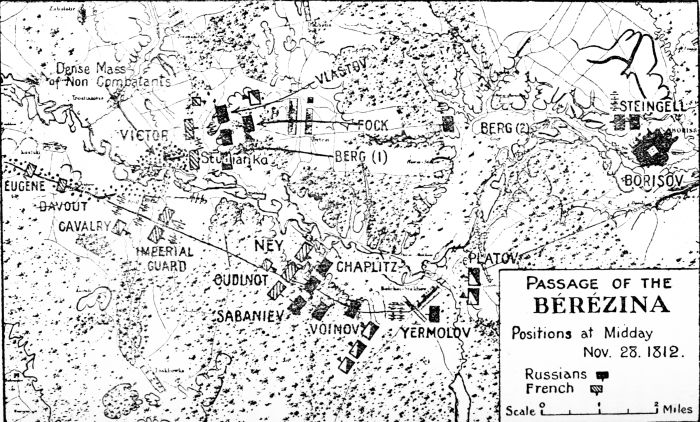 Dense Mass
of Non Combatants
VLASTOV
VICTOR
FOCK
BERG (2)
STEINGELL
Studianka
BERG (1)
BORISOV
EUGENE
DAVOUT
CAVALRY
IMPERIAL
GUARD
NEY
OUDINOT
CHAPLITZ
PLATOV
SABANIEV
VOINOV
YERMOLOV
PASSAGE OF THE
BÉRÉZINA
Positions at Midday
Nov. 28. 1812.
Russians
French
Scale 0 1 2 Miles